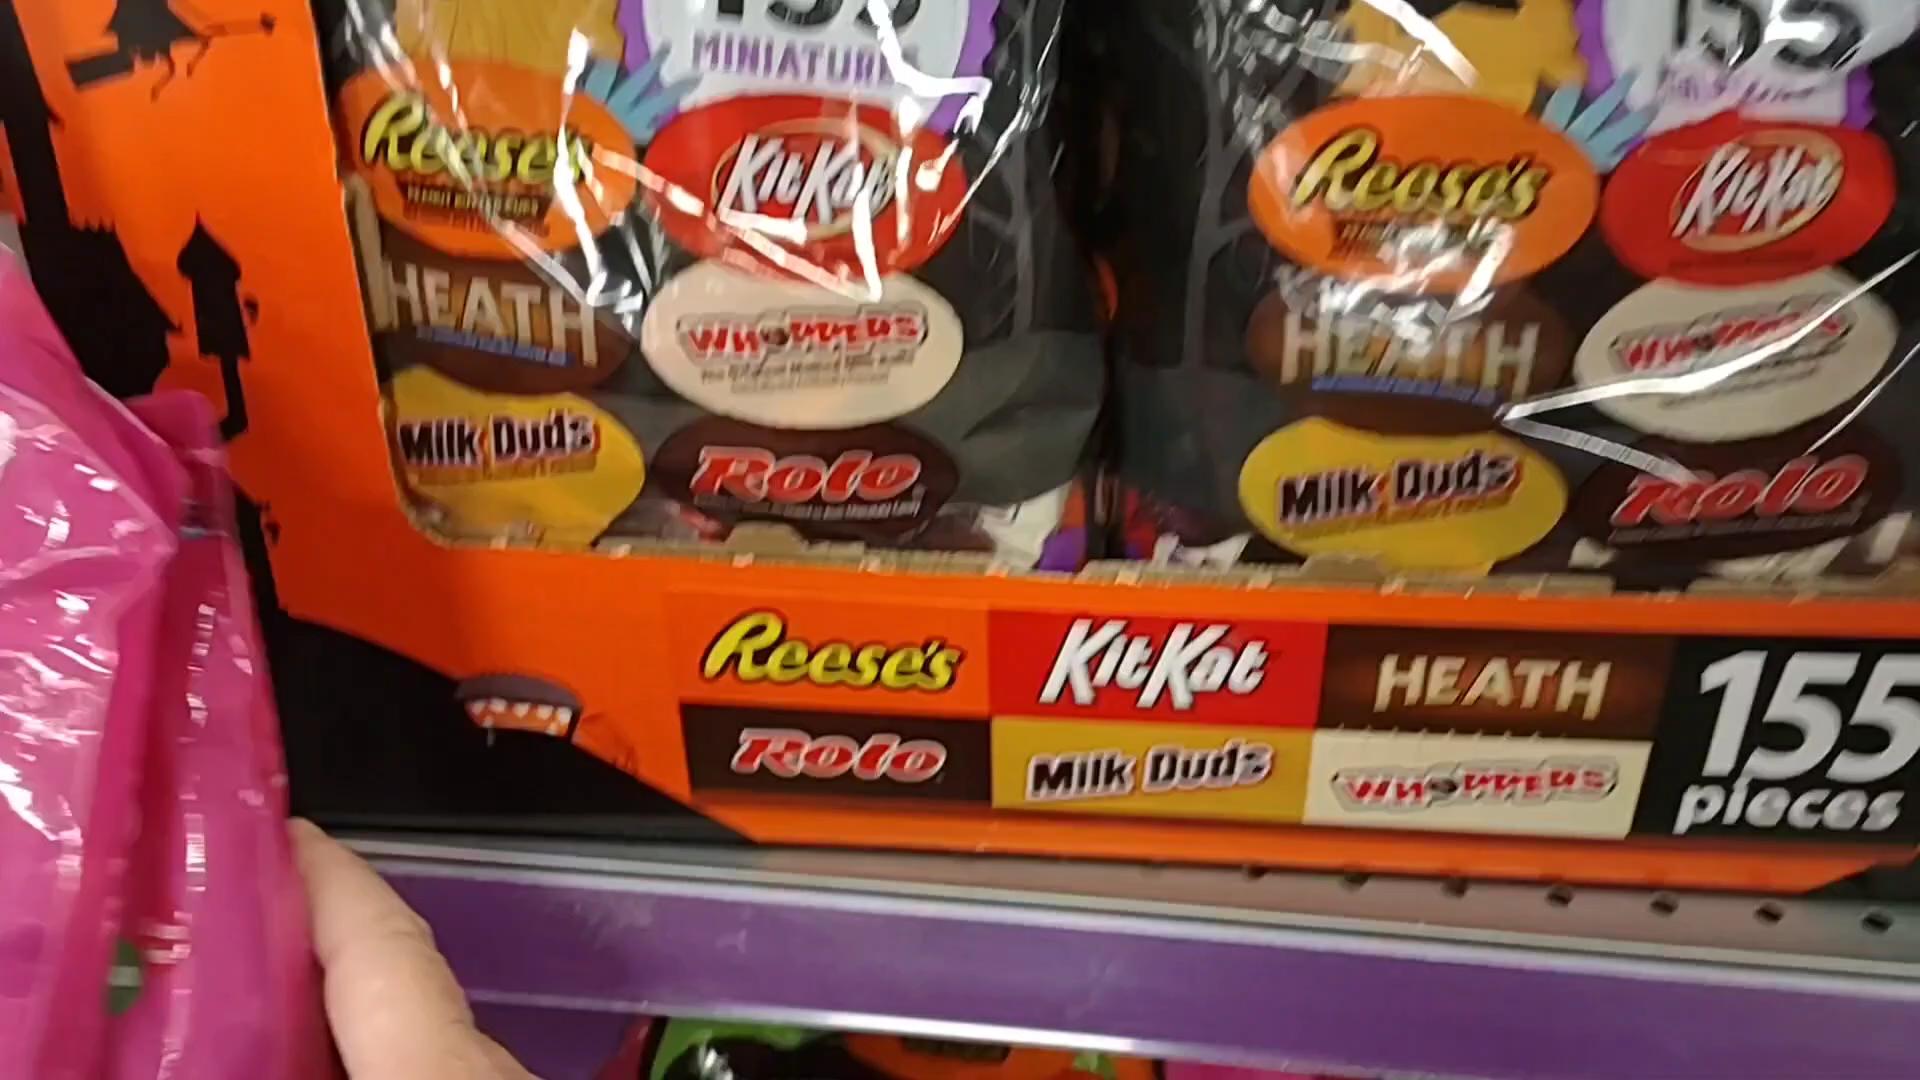 155
MINIATURES
155
Reese's
KitKat
Reese's
KitKat
HEATH
WHOPPERS
HEATH
WHOPPERS
Milk Duds
Rolo
Milk Duds
Rolo
Reese's KitKat HEATH 155
Rolo Milk Duds WHOPPERS pieces